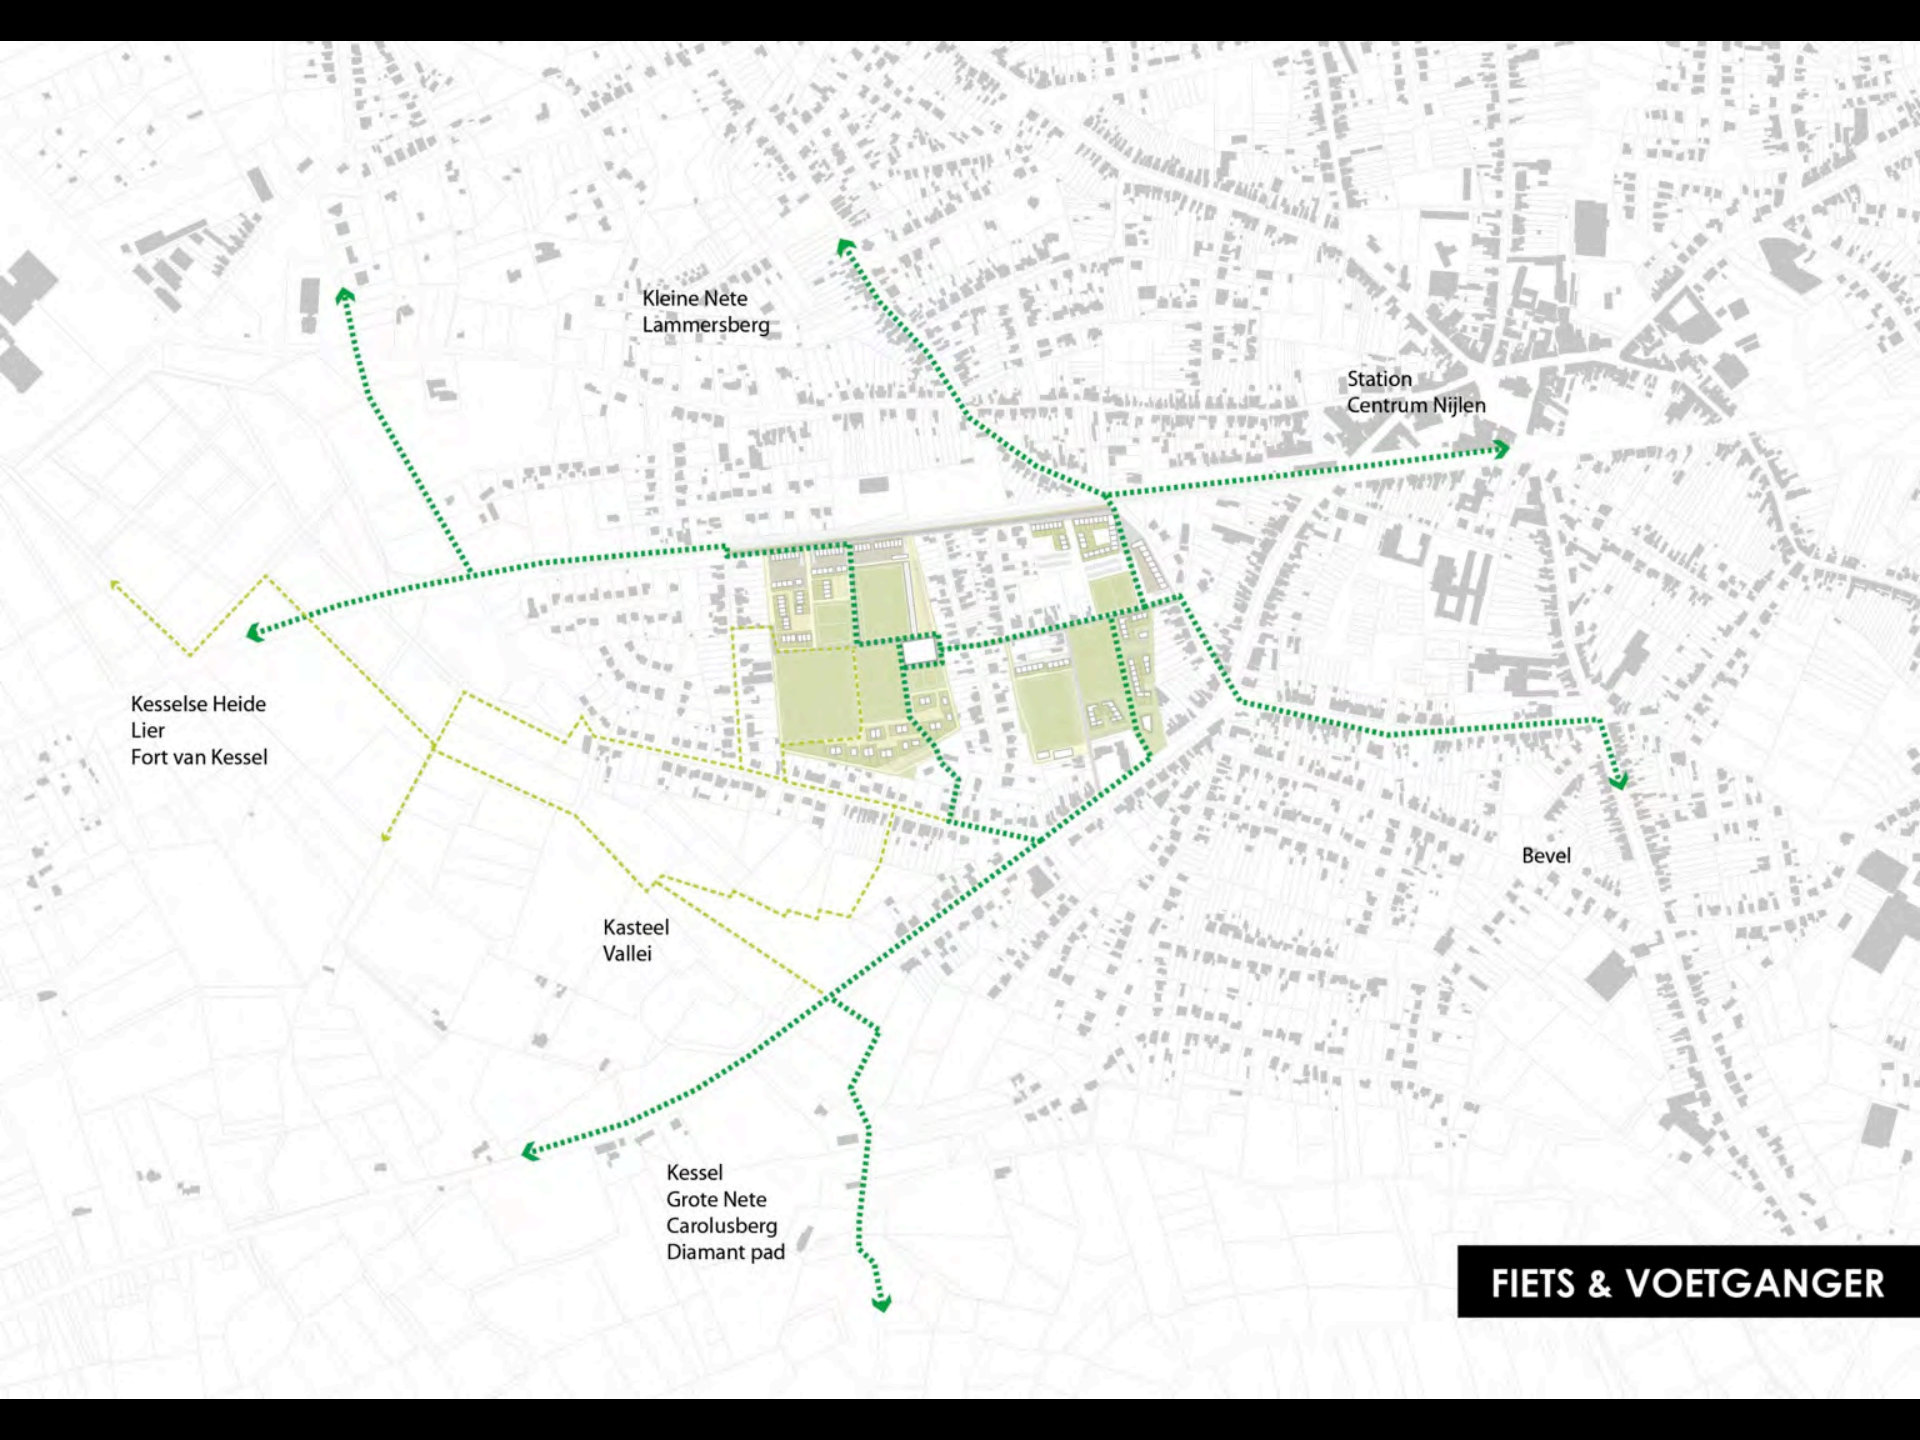 Kleine Nete
Lammersberg
Station
Centrum Nijlen
Kesselse Heide
Lier
Fort van Kessel
Bevel
Kasteel
Vallei
Kessel
Grote Nete
Carolusberg
Diamant pad
FIETS & VOETGANGER